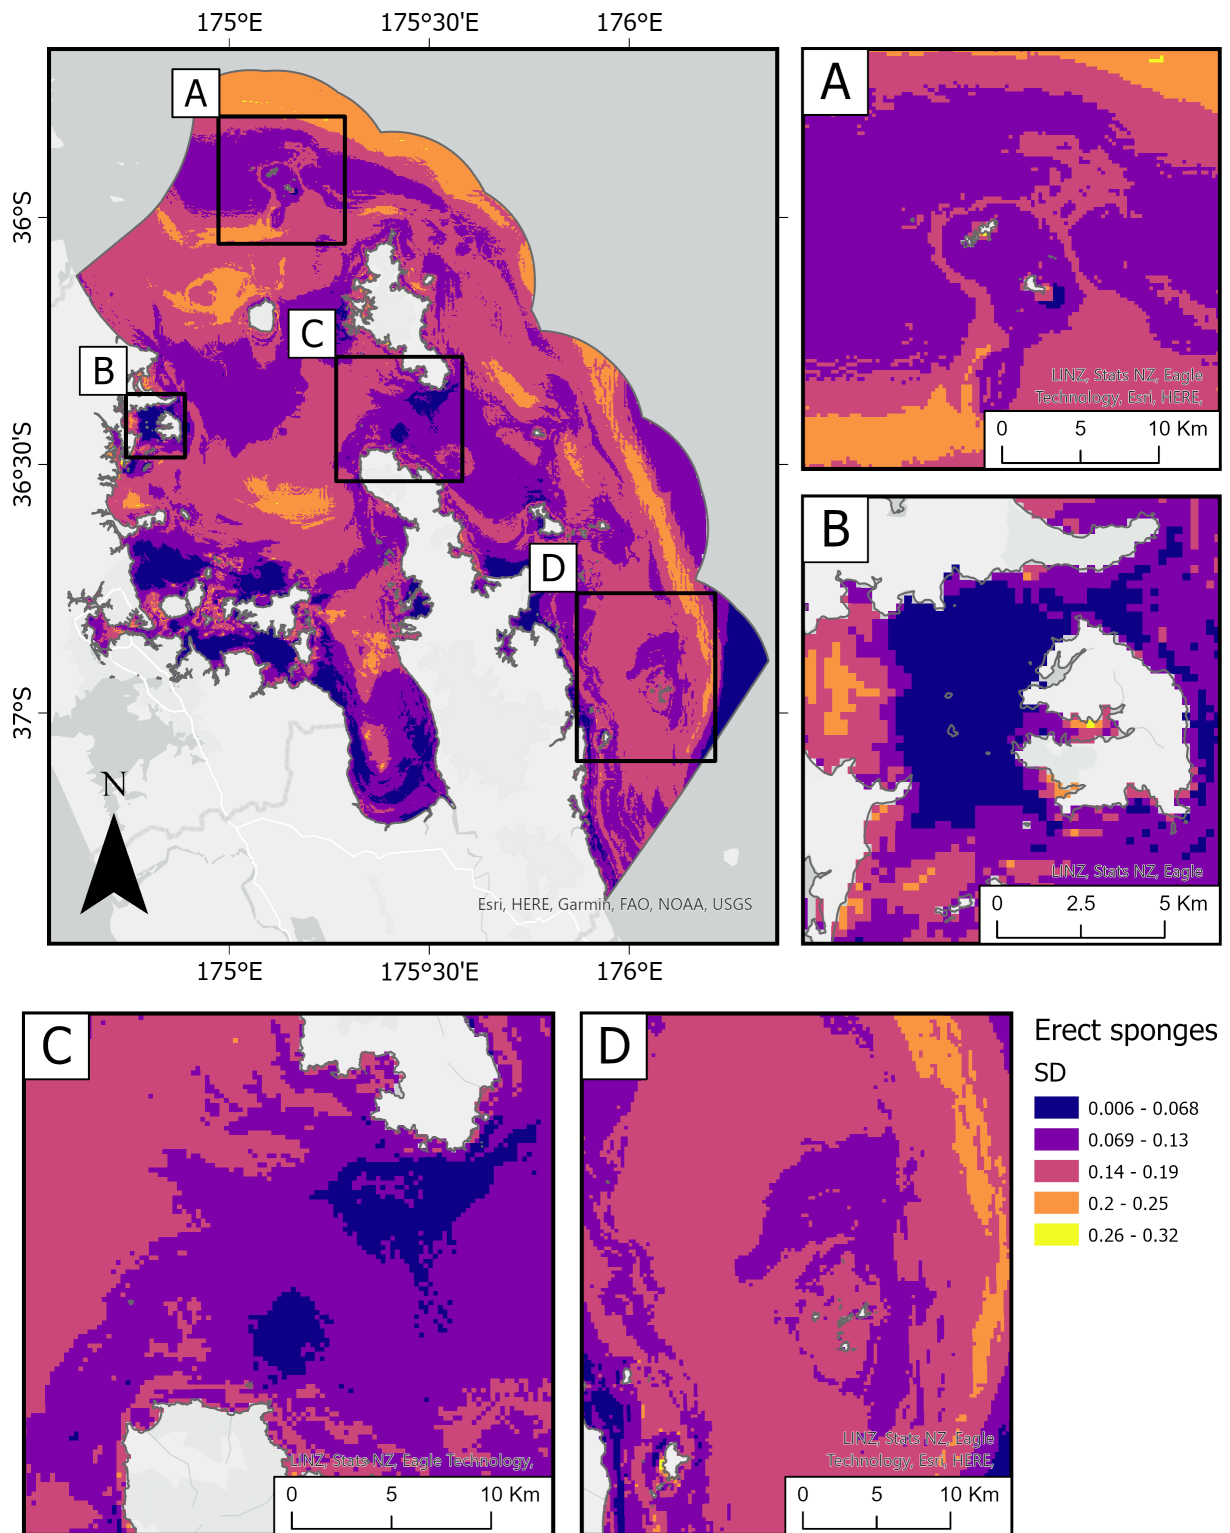 175°E 175°30'E 176°E
A
B
C
D
36°S
36°30'S
37°S
N
Esri, HERE, Garmin, FAO, NOAA, USGS
175°E 175°30'E 176°E
A
LINZ, Stats NZ, Eagle
Technology, Esri, HERE,
0 5 10 Km
B
LINZ, Stats NZ, Eagle
0 2.5 5 Km
C
LINZ, Stats NZ, Eagle Technology,
0 5 10 Km
D
LINZ, Stats NZ, Eagle
Technology, Esri, HERE,
0 5 10 Km
Erect sponges
SD
0.006 - 0.068
0.069 - 0.13
0.14 - 0.19
0.2 - 0.25
0.26 - 0.32